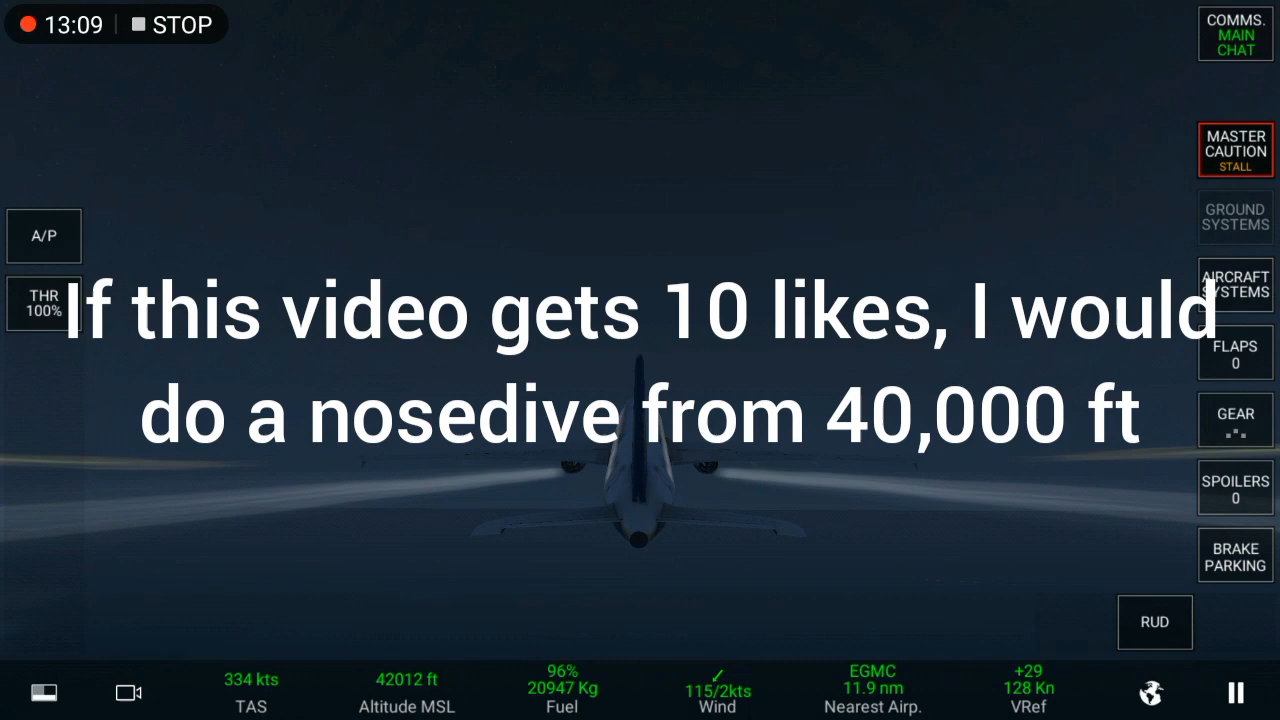 13:09 STOP
COMMS.
MAIN
CHAT
MASTER
CAUTION
STALL
GROUND
SYSTEMS
A/P
THR
100%
AIRCRAFT
SYSTEMS
If this video gets 10 likes, I would
do a nosedive from 40,000 ft
FLAPS
0
GEAR
SPOILERS
0
BRAKE
PARKING
RUD
334 kts
TAS
42012 ft
Altitude MSL
96%
20947 Kg
Fuel
✓
115/2kts
Wind
EGMC
11.9 nm
Nearest Airp.
+29
128 Kn
VRef